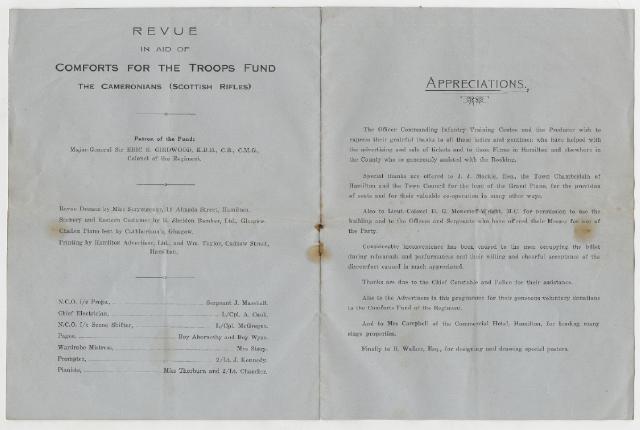 REVUE
IN AID OF
COMFORTS FOR THE TROOPS FUND
THE CAMERONIANS (SCOTTISH RIFLES)
Patron of the Fund:
Major-General Sir ERIC S. GIRDWOOD, K.B.E., C.B., C.M.G.,
Colonel of the Regiment.
Revue Dresses by Miss 17 Almada Street, Hamilton.
Scenery and Eastern Costumes by G. Sheldon Bamber, Ltd., Glasgow.
Challen Piano lent by Cuthbertson's, Glasgow.
Printing by Hamilton Advertiser, Ltd., and Wm. Taylor, Cadzow Street,
Hamilton.
N.C.O. i/c Props, Sergeant J. Marshall.
Chief Electrician, L/Cpl. A. Cook.
N.C.O. i/c Scene Shifter, L/Cpl. McGregor.
Pages, Boy Abernethy and Boy Wynn.
Wardrobe Mistress, Mrs
Prompter, 2/Lt. J. Kennedy.
Pianists, Miss Thorburn and 2/Lt. Chandler.
APPRECIATIONS.
The Officer Commanding Infantry Training Centre and the Producer wish to
express their grateful thanks to all those ladies and gentlemen who have helped with
the advertising and sale of tickets and to those Firms in Hamilton and elsewhere in
the County who so generously assisted with the Booking.
Special thanks are offered to J. J. Mackie, Esq., the Town Chamberlain of
Hamilton and the Town Council for the loan of the Grand Piano, for the provision
of seats and for their valuable co-operation in many other ways.
Also to Lieut.-Colonel D. G. Moncrieff-Wright, M.C. for permission to use the
building and to the Officers and Sergeants who have offered their Messes for use of
the Party.
Considerable inconvenience has been caused to the men occupying the billet
during rehearsals and performances and their willing and cheerful acceptance of the
discomfort caused is much appreciated.
Thanks are due to the Chief Constable and Police for their assistance.
Also to the Advertisers in this programme for their generous voluntary donations
to the Comforts Fund of the Regiment.
And to Mrs Campbell of the Commercial Hotel, Hamilton, for lending many
stage properties.
Finally to R. Walker, Esq., for designing and drawing special posters.